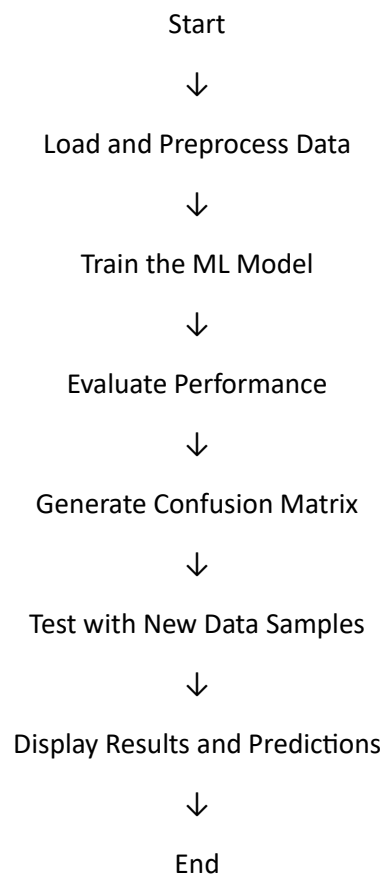 Start
↓
Load and Preprocess Data
↓
Train the ML Model
↓
Evaluate Performance
↓
Generate Confusion Matrix
↓
Test with New Data Samples
↓
Display Results and Predictions
↓
End